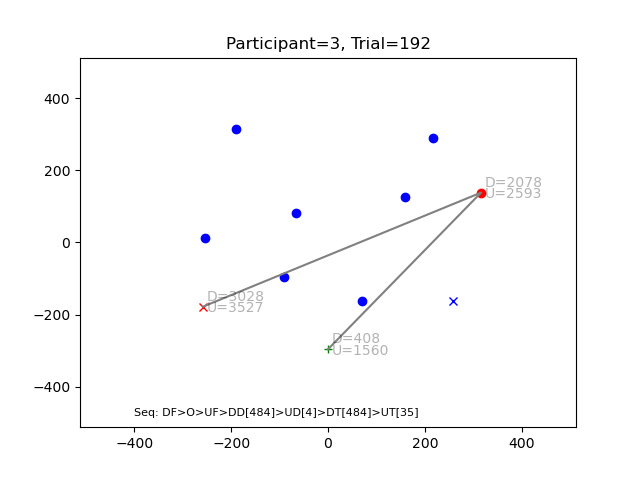 Participant=3, Trial=192
400
200
0
−200
−400
D=2078
U=2593
D=3028
U=3527
D=408
U=1560
Seq: DF>O>UF>DD[484]>UD[4]>DT[484]>UT[35]
−400 −200 0 200 400